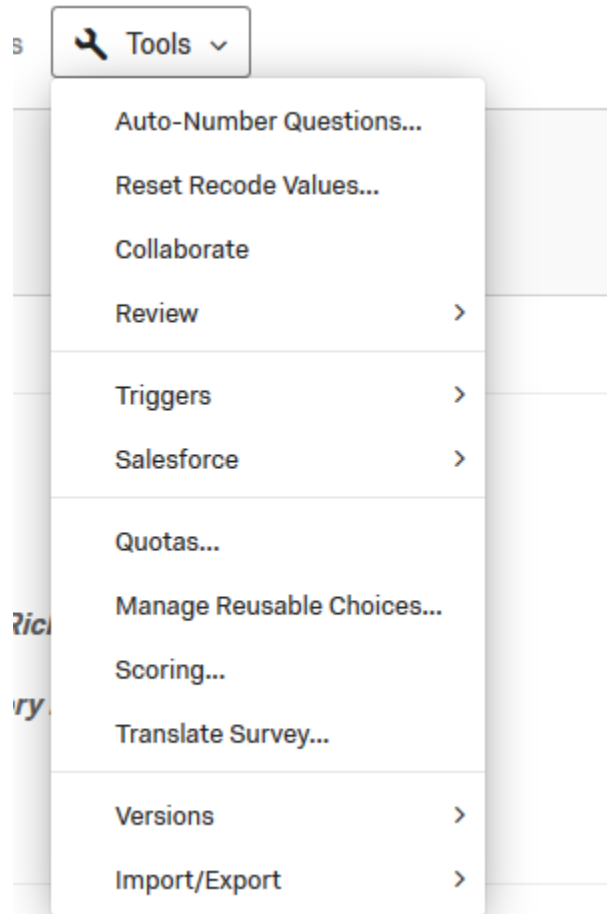 s Tools
Auto-Number Questions...
Reset Recode Values...
Collaborate
Review
Triggers
Salesforce
Quotas...
Manage Reusable Choices...
Scoring...
Translate Survey...
Versions
Import/Export